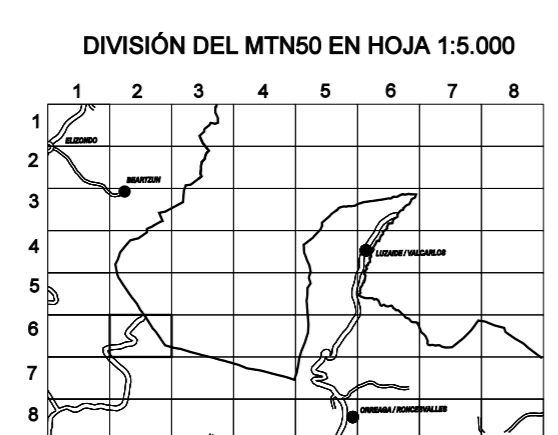 DIVISIÓN DEL MTN50 EN HOJA 1:5.000
1 2 3 4 5 6 7 8
1
ELIZONDO
2
BEARTZUN
3
4
LUZAIDE / VALCARLOS
5
6
7
8
ORREAGA / RONCESVALLES